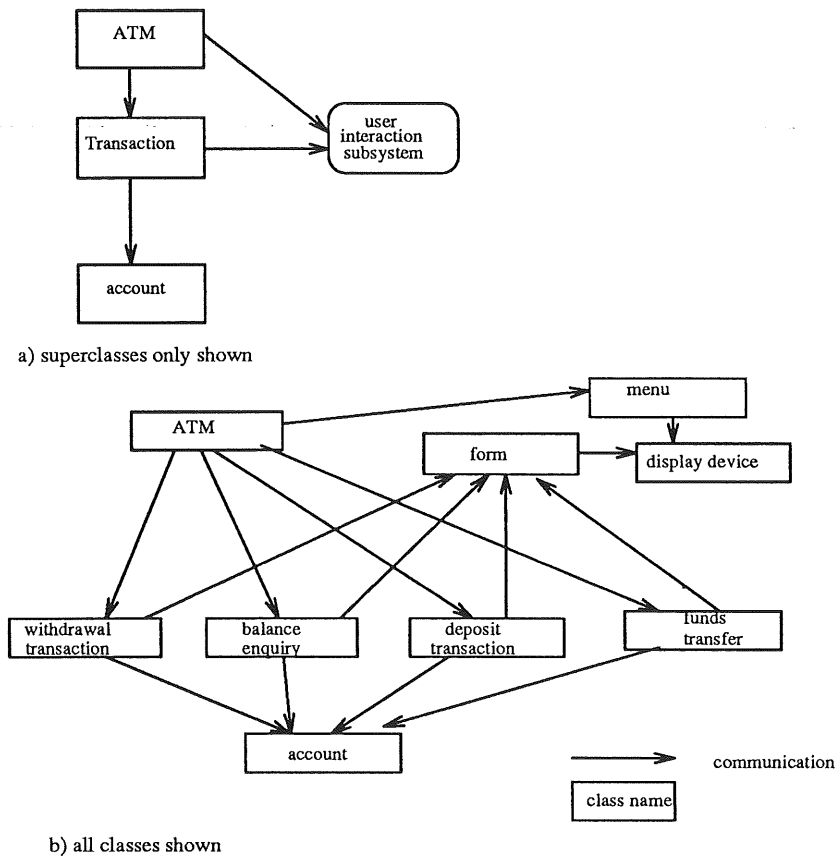 ATM
Transaction
user
interaction
subsystem
account
a) superclasses only shown
menu
ATM
form
display device
withdrawal
transaction
balance
enquiry
deposit
transaction
funds
transfer
account
communication
class name
b) all classes shown